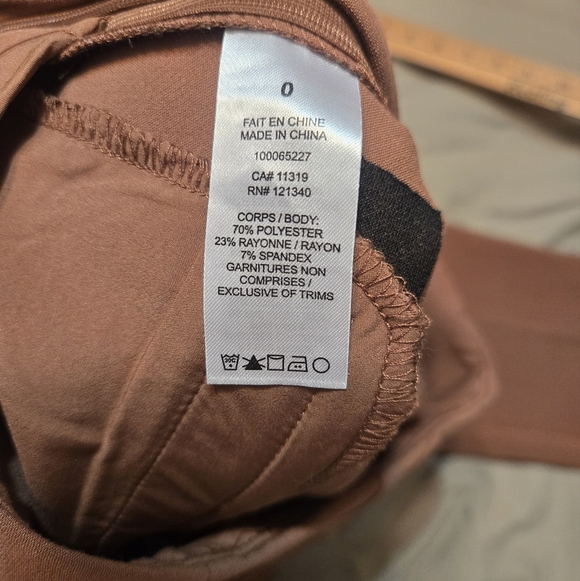 0
FAIT EN CHINE
MADE IN CHINA
100065227
CA# 11319
RN# 121340
CORPS / BODY:
70% POLYESTER
23% RAYONNE / RAYON
7% SPANDEX
GARNITURES NON
COMPRISES /
EXCLUSIVE OF TRIMS
30C